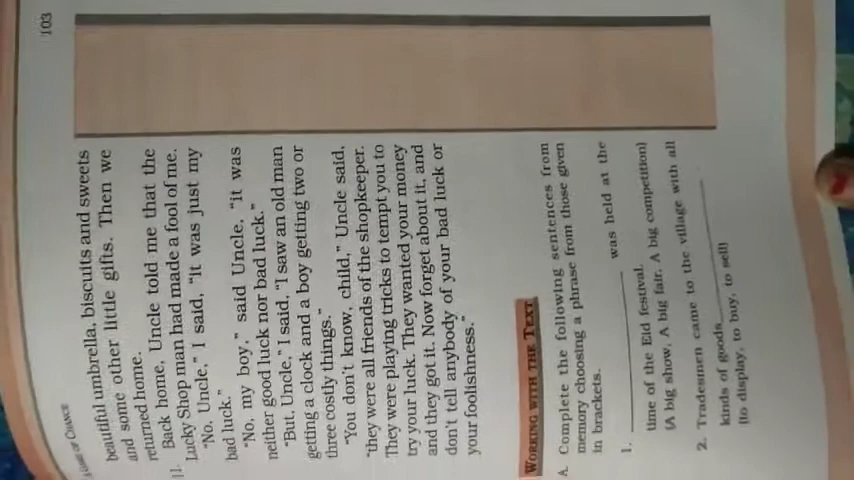 A GAME OF CHANCE
103
beautiful umbrella, biscuits and sweets
and some other little gifts. Then we
returned home.
11. Back home, Uncle told me that the
Lucky Shop man had made a fool of me.
"No, Uncle," I said, "it was just my
bad luck."
"No, my boy," said Uncle, "it was
neither good luck nor bad luck."
"But, Uncle," I said, "I saw an old man
getting a clock and a boy getting two or
three costly things."
"You don't know, child," Uncle said,
"they were all friends of the shopkeeper.
They were playing tricks to tempt you to
try your luck. They wanted your money
and they got it. Now forget about it, and
don't tell anybody of your bad luck or
your foolishness."
WORKING WITH THE TEXT
A. Complete the following sentences from
memory choosing a phrase from those given
in brackets.
1. ____________ was held at the
time of the Eid festival.
(A big show, A big fair, A big competition)
2. Tradesmen came to the village with all
kinds of goods____________
(to display, to buy, to sell)